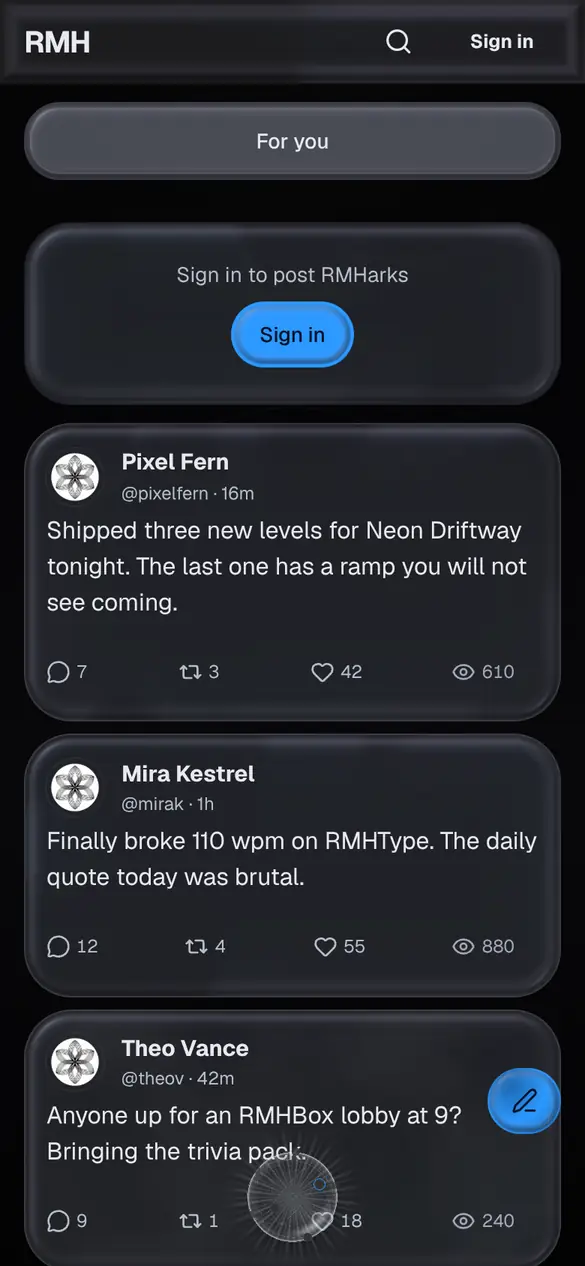 RMH
Sign in
For you
Sign in to post RMHarks
Sign in
Pixel Fern
@pixelfern · 16m
Shipped three new levels for Neon Driftway
tonight. The last one has a ramp you will not
see coming.
7 3 42 610
Mira Kestrel
@mirak · 1h
Finally broke 110 wpm on RMHType. The daily
quote today was brutal.
12 4 55 880
Theo Vance
@theov · 42m
Anyone up for an RMHBox lobby at 9?
Bringing the trivia pack.
9 1 18 240